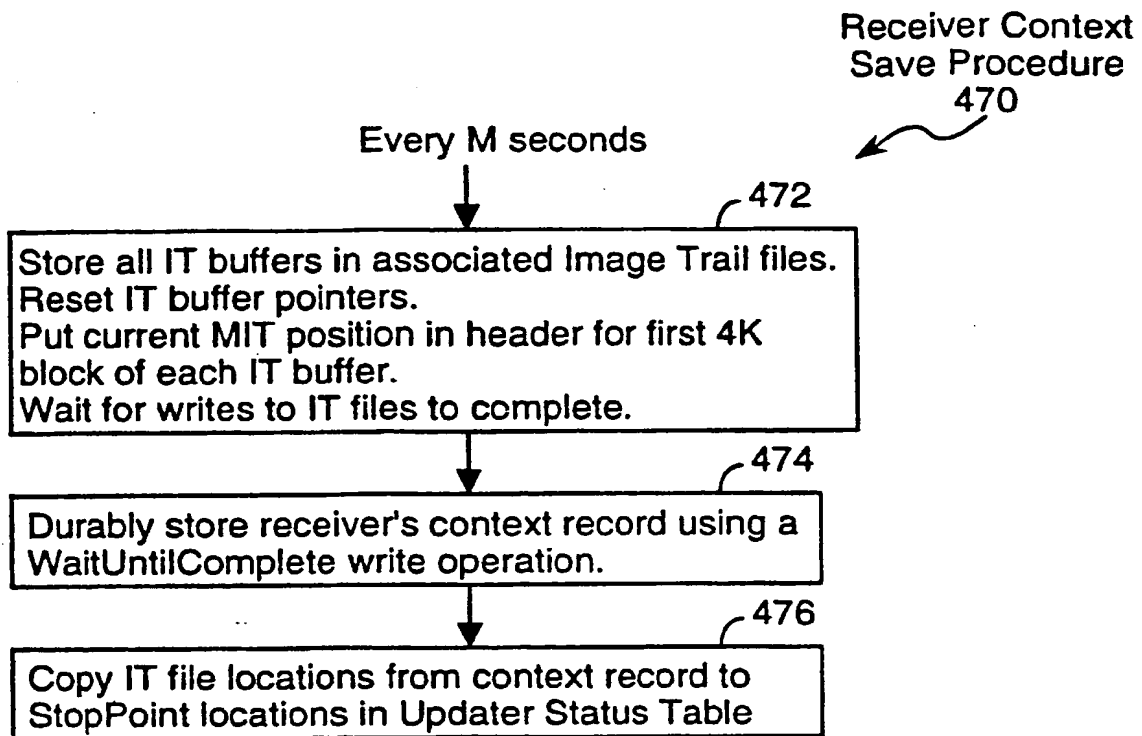 Receiver Context
Save Procedure
470
Every M seconds
472
Store all IT buffers in associated Image Trail files.
Reset IT buffer pointers.
Put current MIT position in header for first 4K
block of each IT buffer.
Wait for writes to IT files to complete.
474
Durably store receiver's context record using a
WaitUntilComplete write operation.
476
Copy IT file locations from context record to
StopPoint locations in Updater Status Table